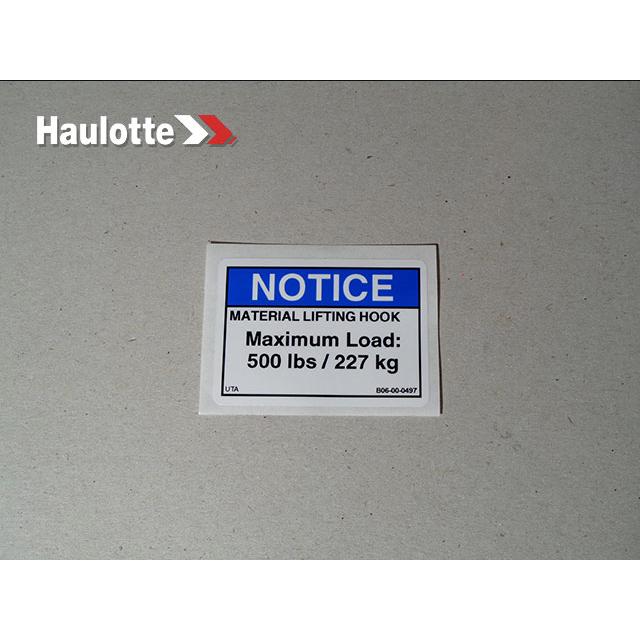 Haulotte
NOTICE
MATERIAL LIFTING HOOK
Maximum Load:
500 lbs / 227 kg
UTA B06-00-0497